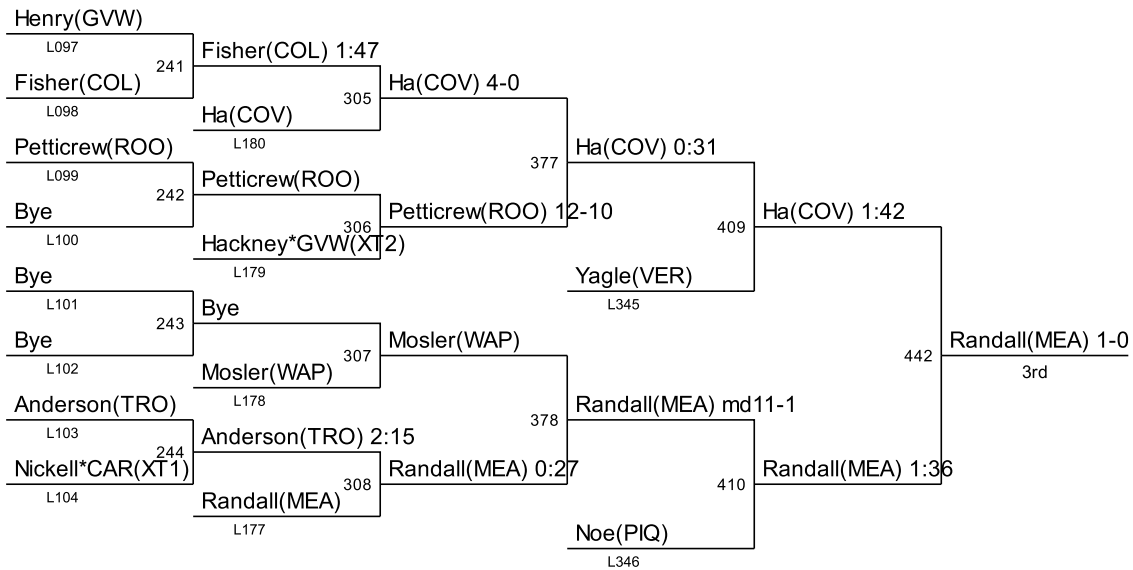 Henry(GVW)
L097
241
Fisher(COL) 1:47
Fisher(COL)
L098
305
Ha(COV) 4-0
Ha(COV)
L180
Petticrew(ROO)
L099
377
Ha(COV) 0:31
242
Petticrew(ROO)
Bye
L100
306
Petticrew(ROO) 12-10
409
Ha(COV) 1:42
Hackney*GVW(XT2)
L179
Bye
L101
Yagle(VER)
L345
243
Bye
Bye
L102
307
Mosler(WAP)
442
Randall(MEA) 1-0
3rd
Mosler(WAP)
L178
Anderson(TRO)
L103
378
Randall(MEA) md11-1
244
Anderson(TRO) 2:15
Nickell*CAR(XT1)
L104
308
Randall(MEA) 0:27
410
Randall(MEA) 1:36
Randall(MEA)
L177
Noe(PIQ)
L346